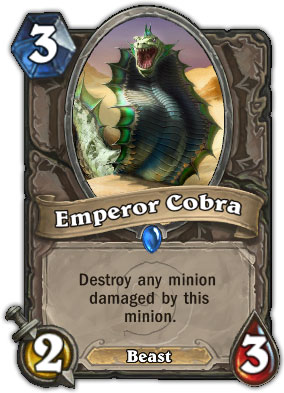 3
Emperor Cobra
Destroy any minion
damaged by this
minion.
2
Beast
3